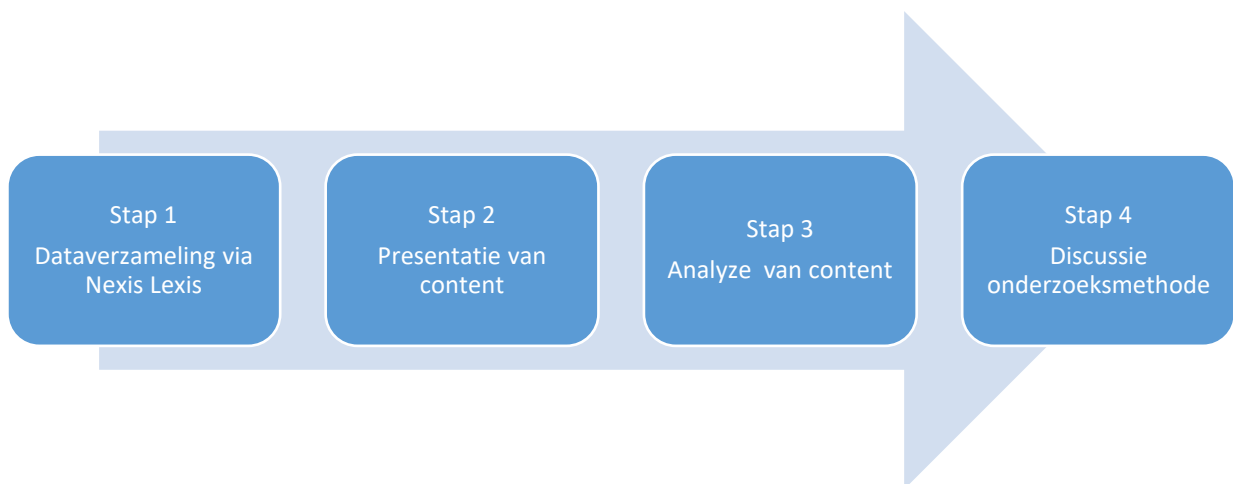 Stap 1
Dataverzameling via
Nexis Lexis
Stap 2
Presentatie van
content
Stap 3
Analyze  van content
Stap 4
Discussie
onderzoeksmethode